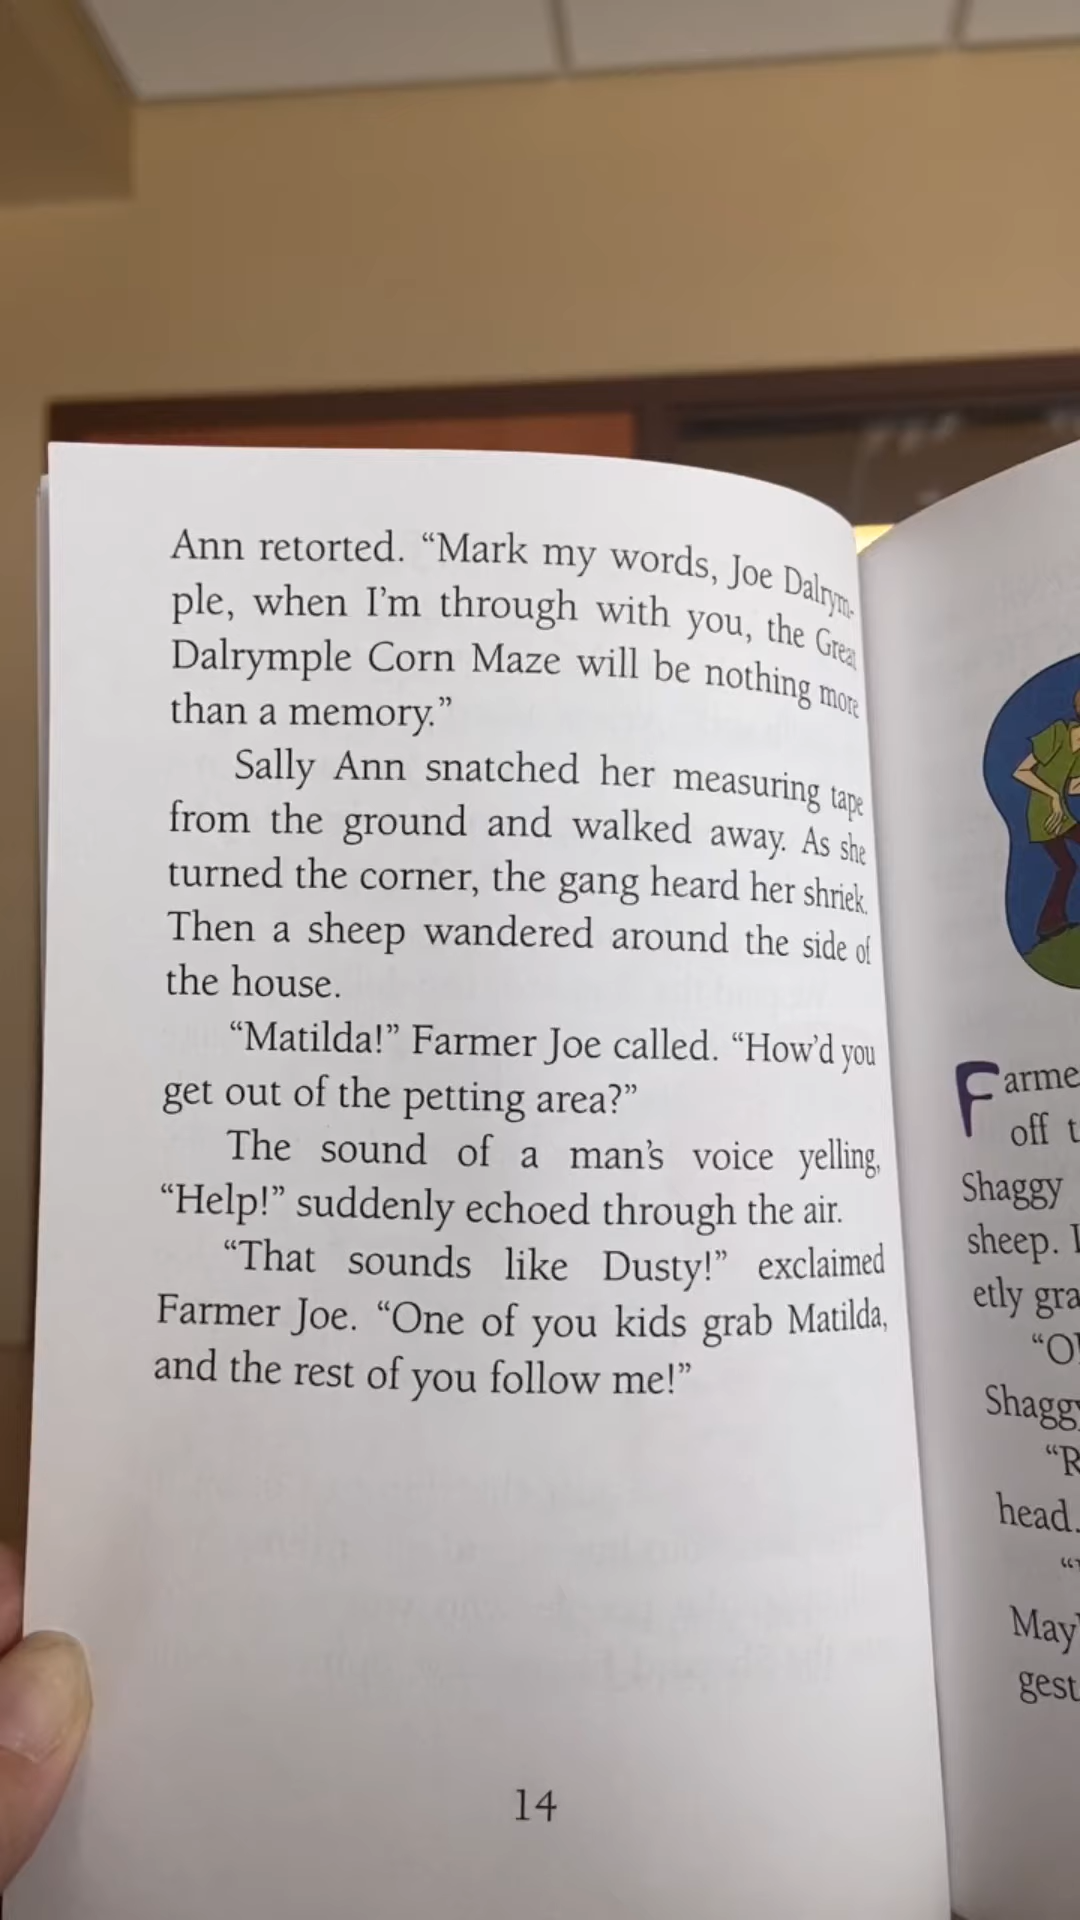 Ann retorted. “Mark my words, Joe Dalrym-
ple, when I’m through with you, the Great
Dalrymple Corn Maze will be nothing more
than a memory.”
Sally Ann snatched her measuring tape
from the ground and walked away. As she
turned the corner, the gang heard her shriek.
Then a sheep wandered around the side of
the house.
“Matilda!” Farmer Joe called. “How’d you
get out of the petting area?”
The sound of a man’s voice yelling,
“Help!” suddenly echoed through the air.
“That sounds like Dusty!” exclaimed
Farmer Joe. “One of you kids grab Matilda,
and the rest of you follow me!”
14
Farme
off t
Shaggy
sheep.
etly gra
Shaggy
“R
head.
May
gest